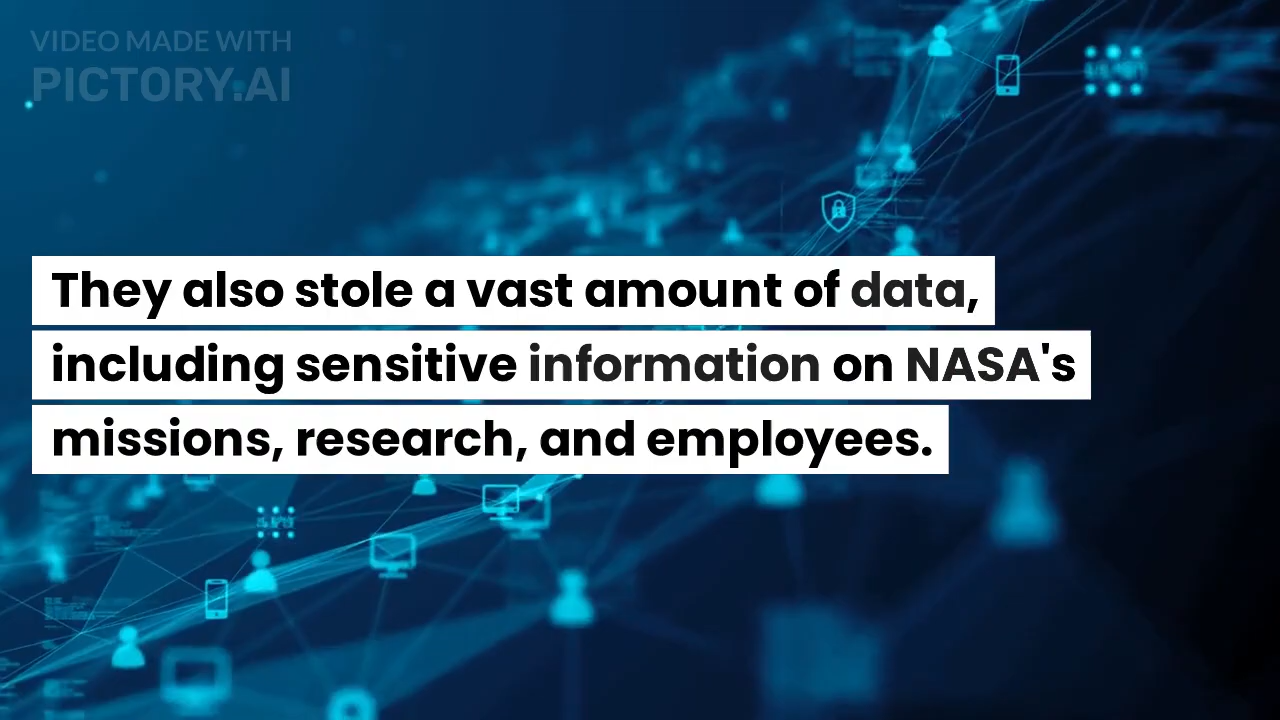 VIDEO MADE WITH
PICTORY.AI
They also stole a vast amount of data,
including sensitive information on NASA's
missions, research, and employees.